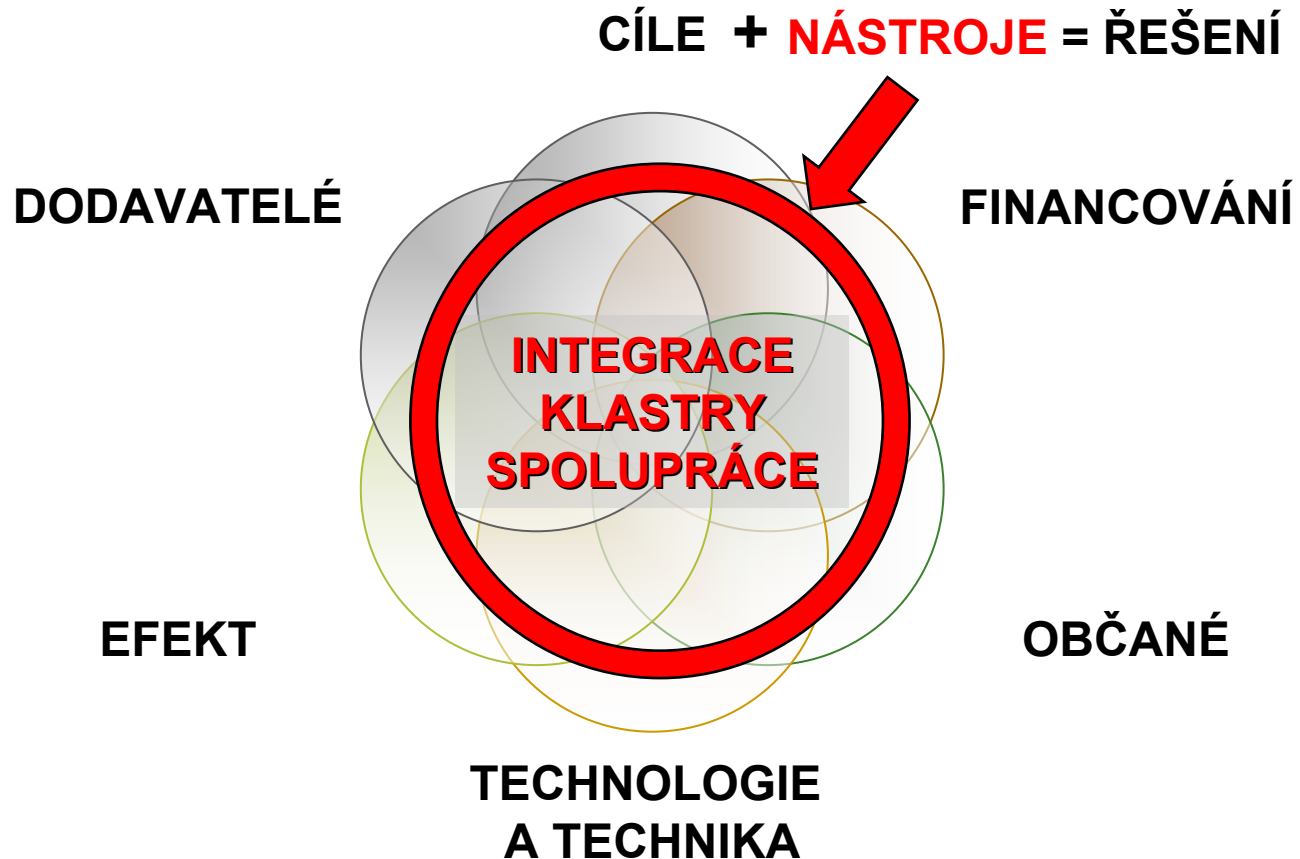 CÍLE + NÁSTROJE = ŘEŠENÍ
DODAVATELÉ
FINANCOVÁNÍ
INTEGRACE
KLASTRY
SPOLUPRÁCE
EFEKT
OBČANÉ
TECHNOLOGIE
A TECHNIKA